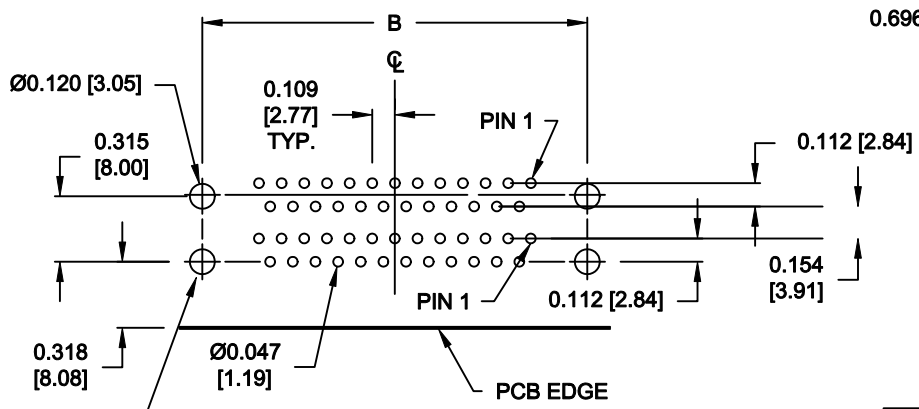 B
0.696
℄
Ø0.120 [3.05]
0.109
[2.77]
TYP.
PIN 1
0.315
[8.00]
0.112 [2.84]
0.154
[3.91]
PIN 1
0.112 [2.84]
0.318
[8.08]
Ø0.047
[1.19]
PCB EDGE